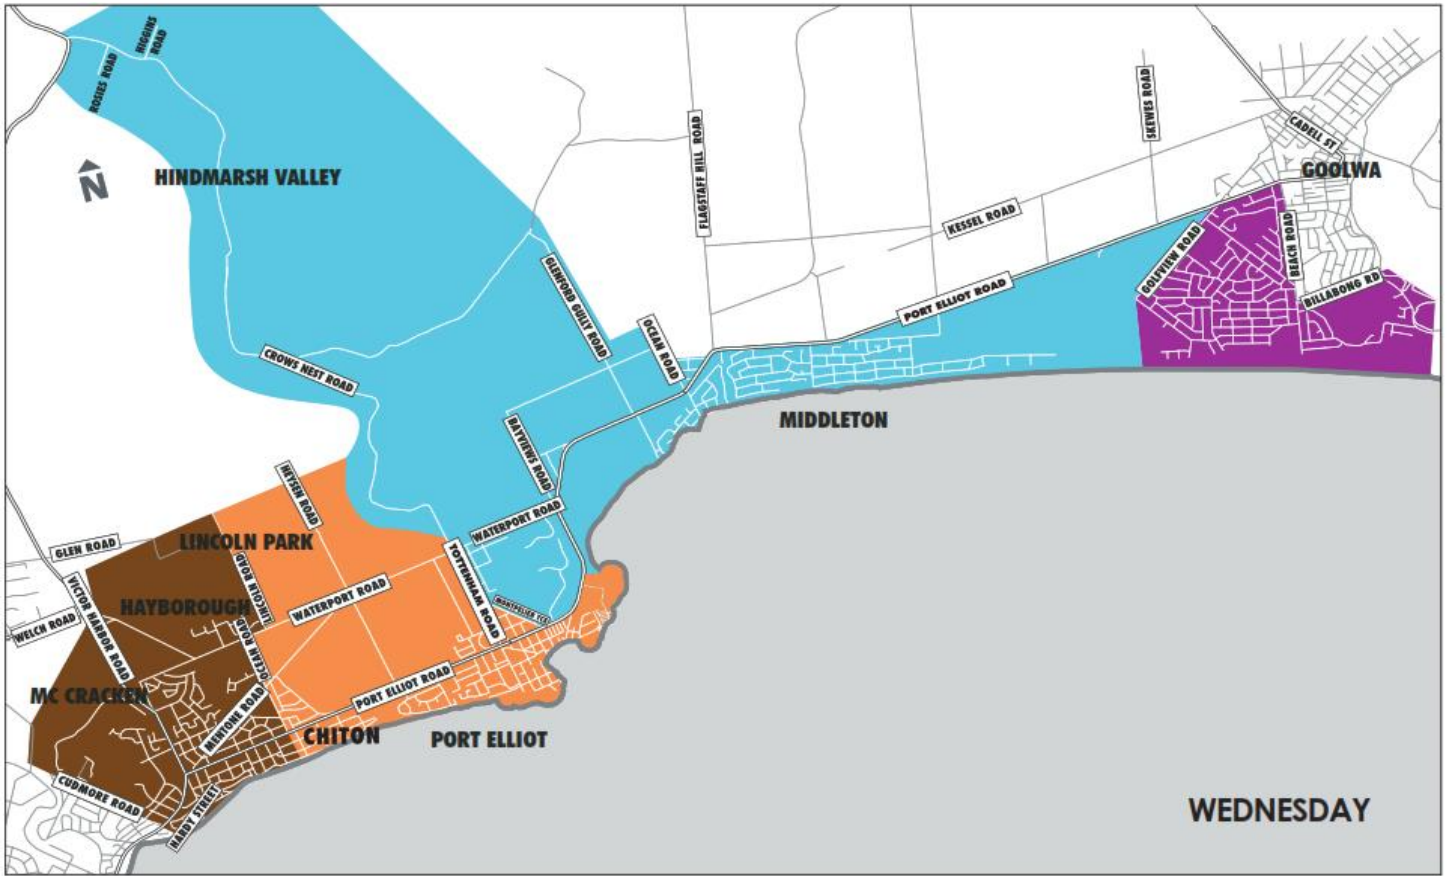 HIGGINS
ROAD
ROSIES ROAD
N
HINDMARSH VALLEY
FLAGSTAFF HILL ROAD
SKEWES ROAD
CADELL ST
GOOLWA
KESSEL ROAD
GOLFVIEW ROAD
BEACH ROAD
BILLABONG RD
GLENFORD GULLY ROAD
PORT ELLIOT ROAD
OCEAN ROAD
CROWS NEST ROAD
MIDDLETON
BAYVIEWS ROAD
HEYSEN ROAD
WATERPORT ROAD
GLEN ROAD
LINCOLN PARK
LINCOLN ROAD
TOTTENHAM ROAD
WATERPORT ROAD
MONTPELIER TCE
HAYBOROUGH
WELCH ROAD
VICTOR HARBOR ROAD
OCEAN ROAD
MC CRACKEN
PORT ELLIOT ROAD
MENTONE ROAD
CHITON
PORT ELLIOT
CUDMORE ROAD
HARDY STREET
WEDNESDAY